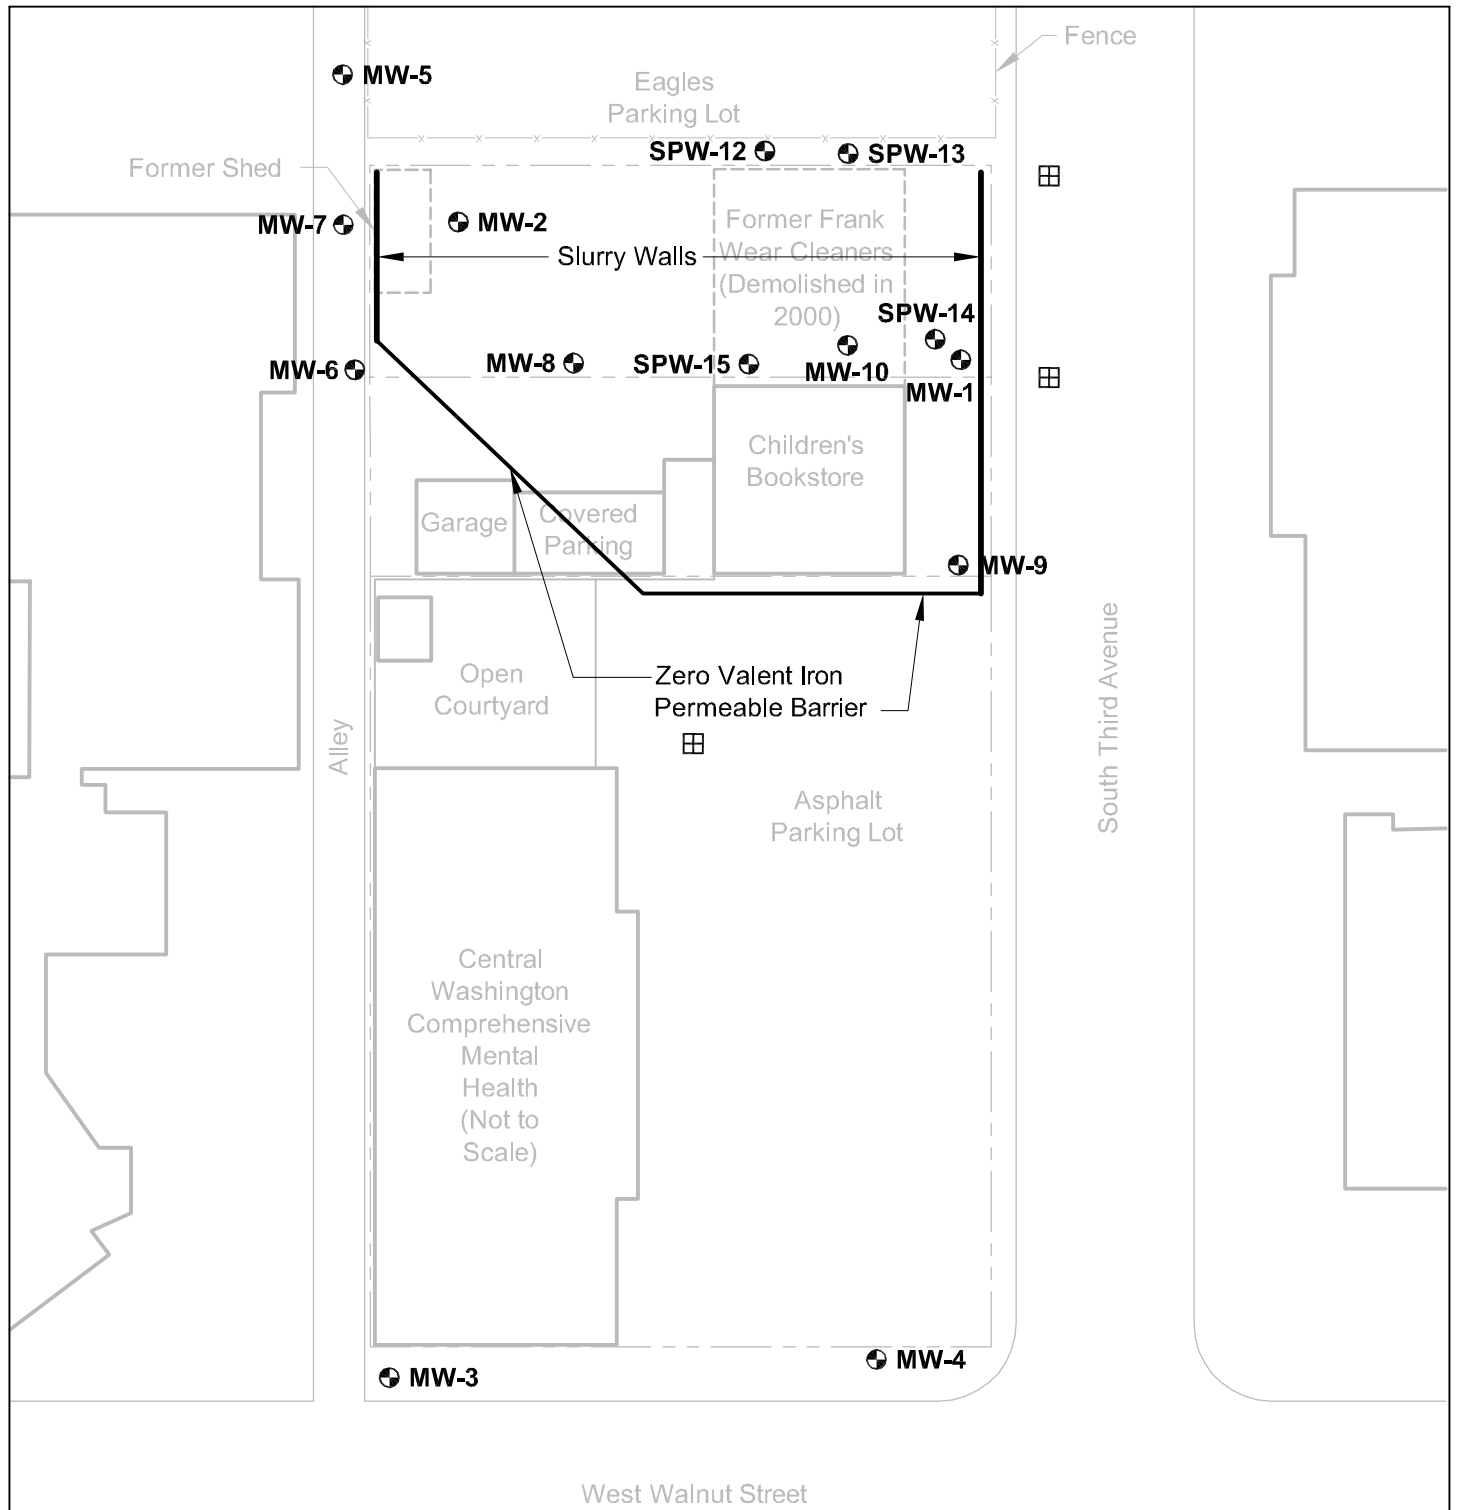 Fence
MW-5
Eagles
Parking Lot
SPW-12
SPW-13
Former Shed
MW-7
MW-2
Former Frank
Wear Cleaners
(Demolished in
2000)
Slurry Walls
SPW-14
MW-6
MW-8
SPW-15
MW-10
MW-1
Children's
Bookstore
Garage
Covered
Parking
MW-9
Zero Valent Iron
Permeable Barrier
Open
Courtyard
Alley
South Third Avenue
Asphalt
Parking Lot
Central
Washington
Comprehensive
Mental
Health
(Not to
Scale)
MW-4
MW-3
West Walnut Street